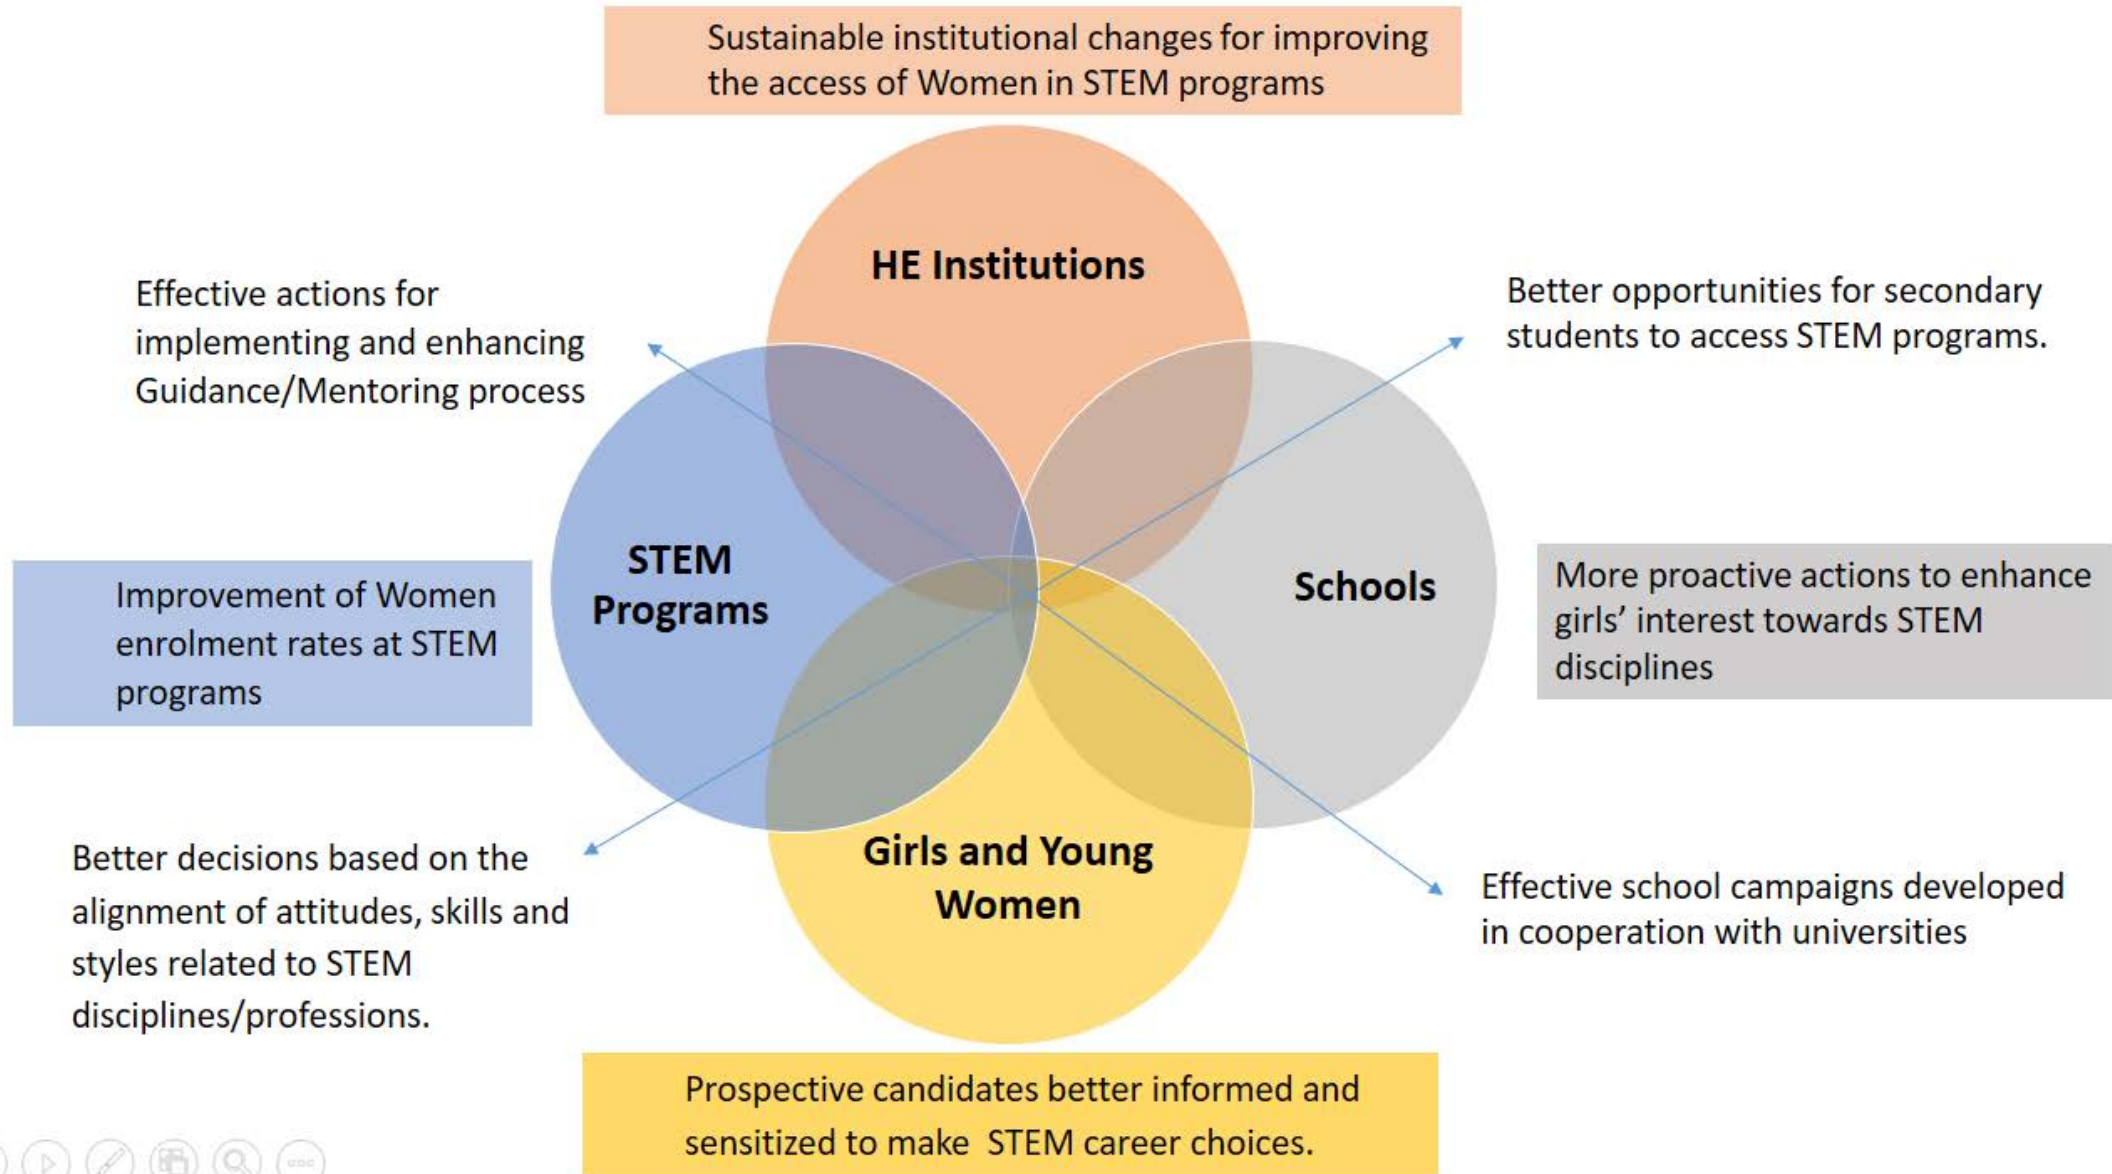 Sustainable institutional changes for improving
the access of Women in STEM programs
HE Institutions
Effective actions for
implementing and enhancing
Guidance/Mentoring process
Better opportunities for secondary
students to access STEM programs.
STEM
Programs
Schools
Improvement of Women
enrolment rates at STEM
programs
More proactive actions to enhance
girls’ interest towards STEM
disciplines
Better decisions based on the
alignment of attitudes, skills and
styles related to STEM
disciplines/professions.
Girls and Young
Women
Effective school campaigns developed
in cooperation with universities
Prospective candidates better informed and
sensitized to make  STEM career choices.